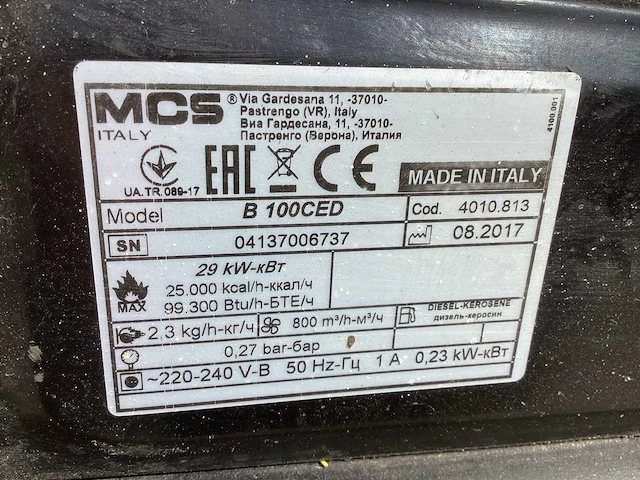 MCS ® Via Gardesana 11, -37010-
Pastrengo (VR), Italy
Виа Гардесана, 11, -37010-
ITALY Пастренго (Верона), Италия
4100.001
UA.TR.089-17 EAC CE MADE IN ITALY
Model B 100CED Cod. 4010.813
SN 04137006737 08.2017
29 kW-кВт
25.000 kcal/h-ккал/ч
MAX 99.300 Btu/h-БТЕ/ч
DIESEL-KEROSENE
дизель-керосин
2,3 kg/h-кг/ч 800 m³/h-м³/ч
0,27 bar-бар
~220-240 V-В 50 Hz-Гц 1 A 0,23 kW-кВт